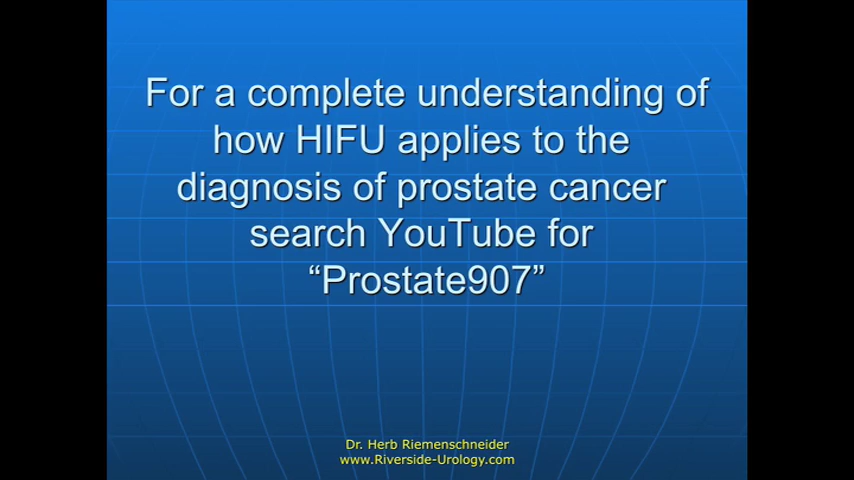 For a complete understanding of
how HIFU applies to the
diagnosis of prostate cancer
search YouTube for
“Prostate907”
Dr. Herb Riemenschneider
www.Riverside-Urology.com